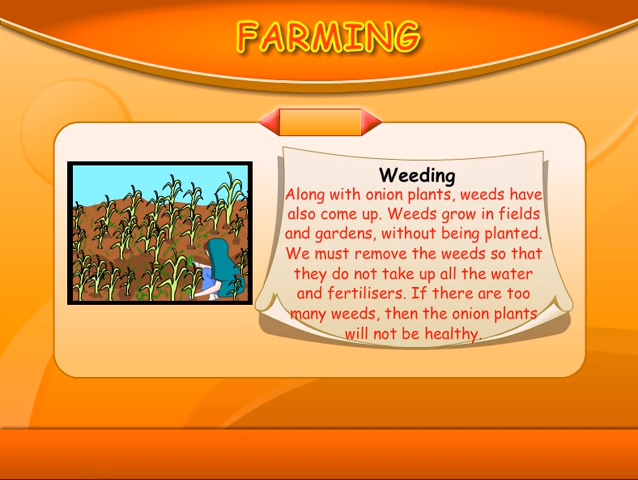 FARMING
Weeding
Along with onion plants, weeds have
also come up. Weeds grow in fields
and gardens, without being planted.
We must remove the weeds so that
they do not take up all the water
and fertilisers. If there are too
many weeds, then the onion plants
will not be healthy.